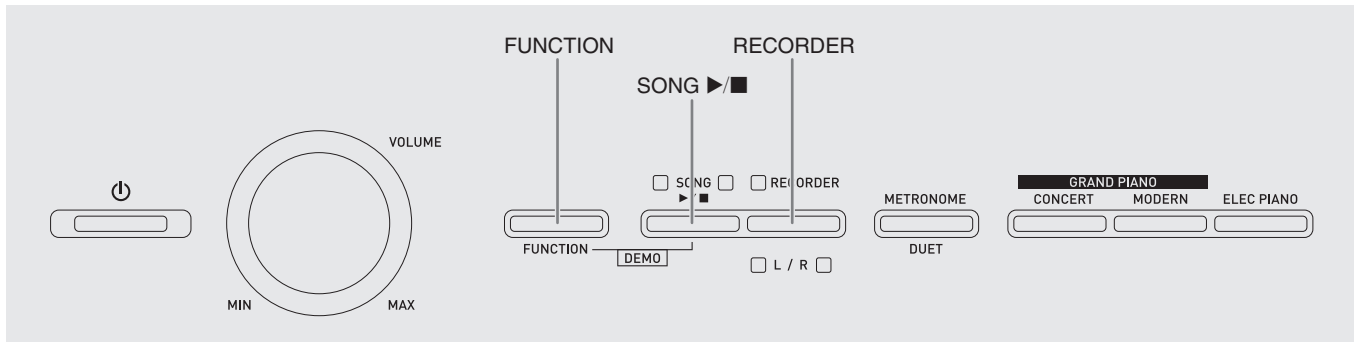 FUNCTION RECORDER
SONG ►/■
VOLUME
SONG RECORDER
►/■
GRAND PIANO
METRONOME CONCERT MODERN ELEC PIANO
FUNCTION DEMO DUET
L / R
MIN MAX